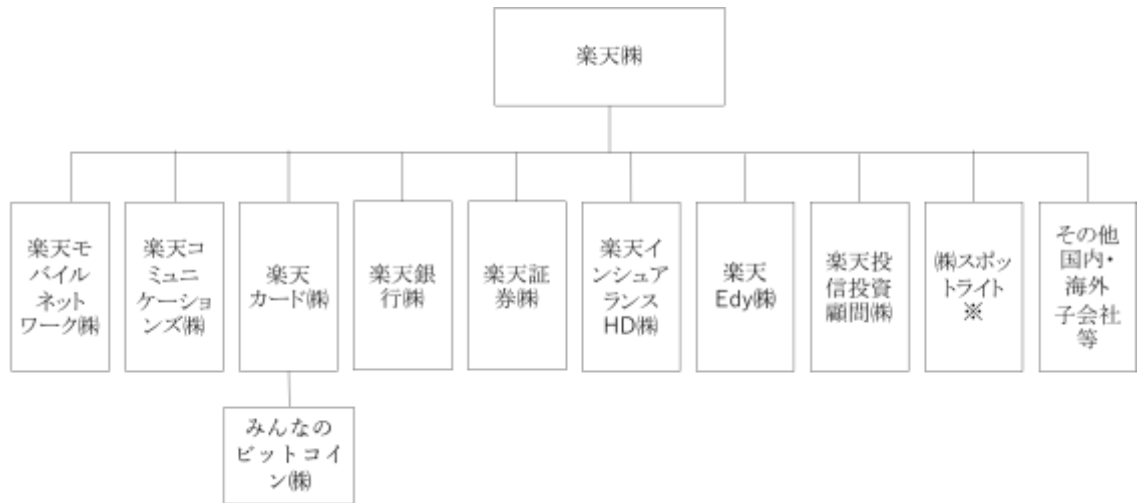 楽天㈱
楽天モ
バイル
ネット
ワーク㈱
楽天コ
ミュニ
ケーショ
ンズ㈱
楽天
カード㈱
楽天銀
行㈱
楽天証
券㈱
楽天イ
ンシュア
ランス
HD㈱
楽天
Edy㈱
楽天投
信投資
顧問㈱
㈱スポッ
トライト
※
その他
国内・
海外
子会社
等
みんなの
ビットコイ
ン㈱